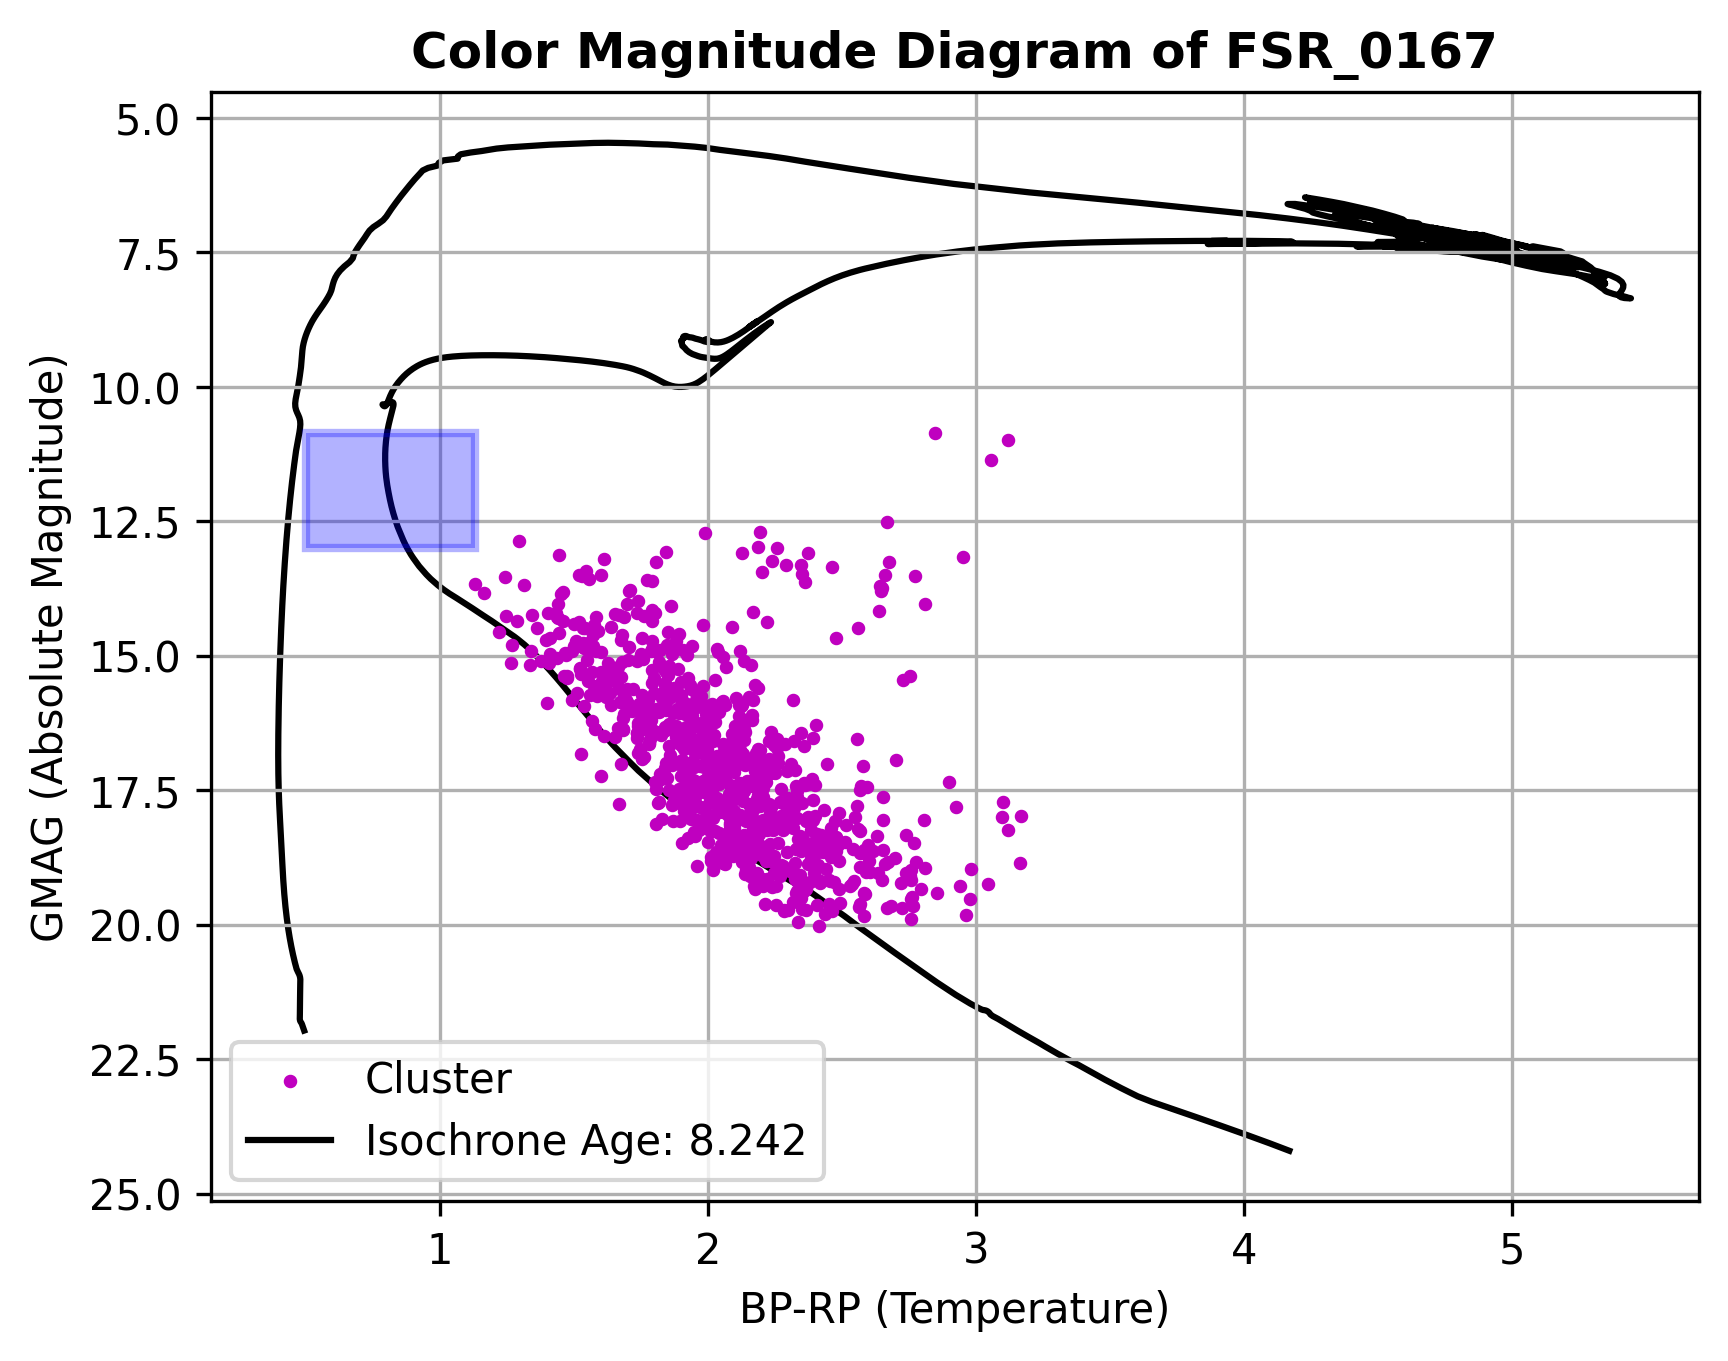 Color Magnitude Diagram of FSR_0167
GMAG (Absolute Magnitude)
5.0
7.5
10.0
12.5
15.0
17.5
20.0
22.5
25.0
Cluster
Isochrone Age: 8.242
1 2 3 4 5
BP-RP (Temperature)